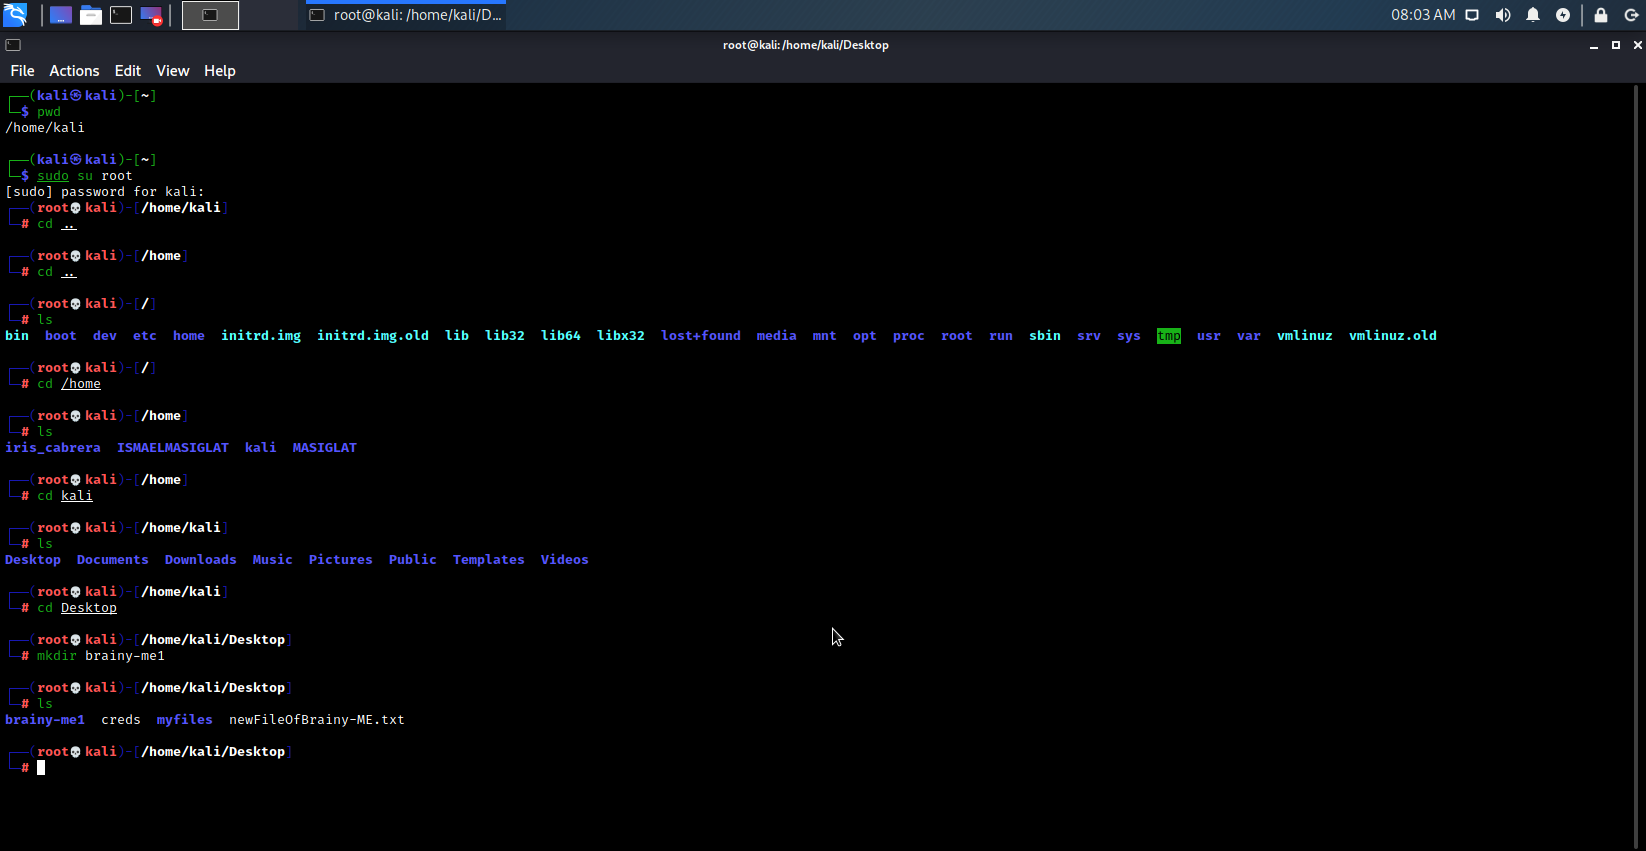 root@kali: /home/kali/D...
08:03 AM
root@kali: /home/kali/Desktop
File Actions Edit View Help
┌──(kali㉿kali)-[~]
└─$ pwd
/home/kali
┌──(kali㉿kali)-[~]
└─$ sudo su root
[sudo] password for kali:
┌──(root💀kali)-[/home/kali]
└─# cd ..
┌──(root💀kali)-[/home]
└─# cd ..
┌──(root💀kali)-[/]
└─# ls
bin boot dev etc home initrd.img initrd.img.old lib lib32 lib64 libx32 lost+found media mnt opt proc root run sbin srv sys tmp usr var vmlinuz vmlinuz.old
┌──(root💀kali)-[/]
└─# cd /home
┌──(root💀kali)-[/home]
└─# ls
iris_cabrera ISMAELMASIGLAT kali MASIGLAT
┌──(root💀kali)-[/home]
└─# cd kali
┌──(root💀kali)-[/home/kali]
└─# ls
Desktop Documents Downloads Music Pictures Public Templates Videos
┌──(root💀kali)-[/home/kali]
└─# cd Desktop
┌──(root💀kali)-[/home/kali/Desktop]
└─# mkdir brainy-me1
┌──(root💀kali)-[/home/kali/Desktop]
└─# ls
brainy-me1 creds myfiles newFileOfBrainy-ME.txt
┌──(root💀kali)-[/home/kali/Desktop]
└─#